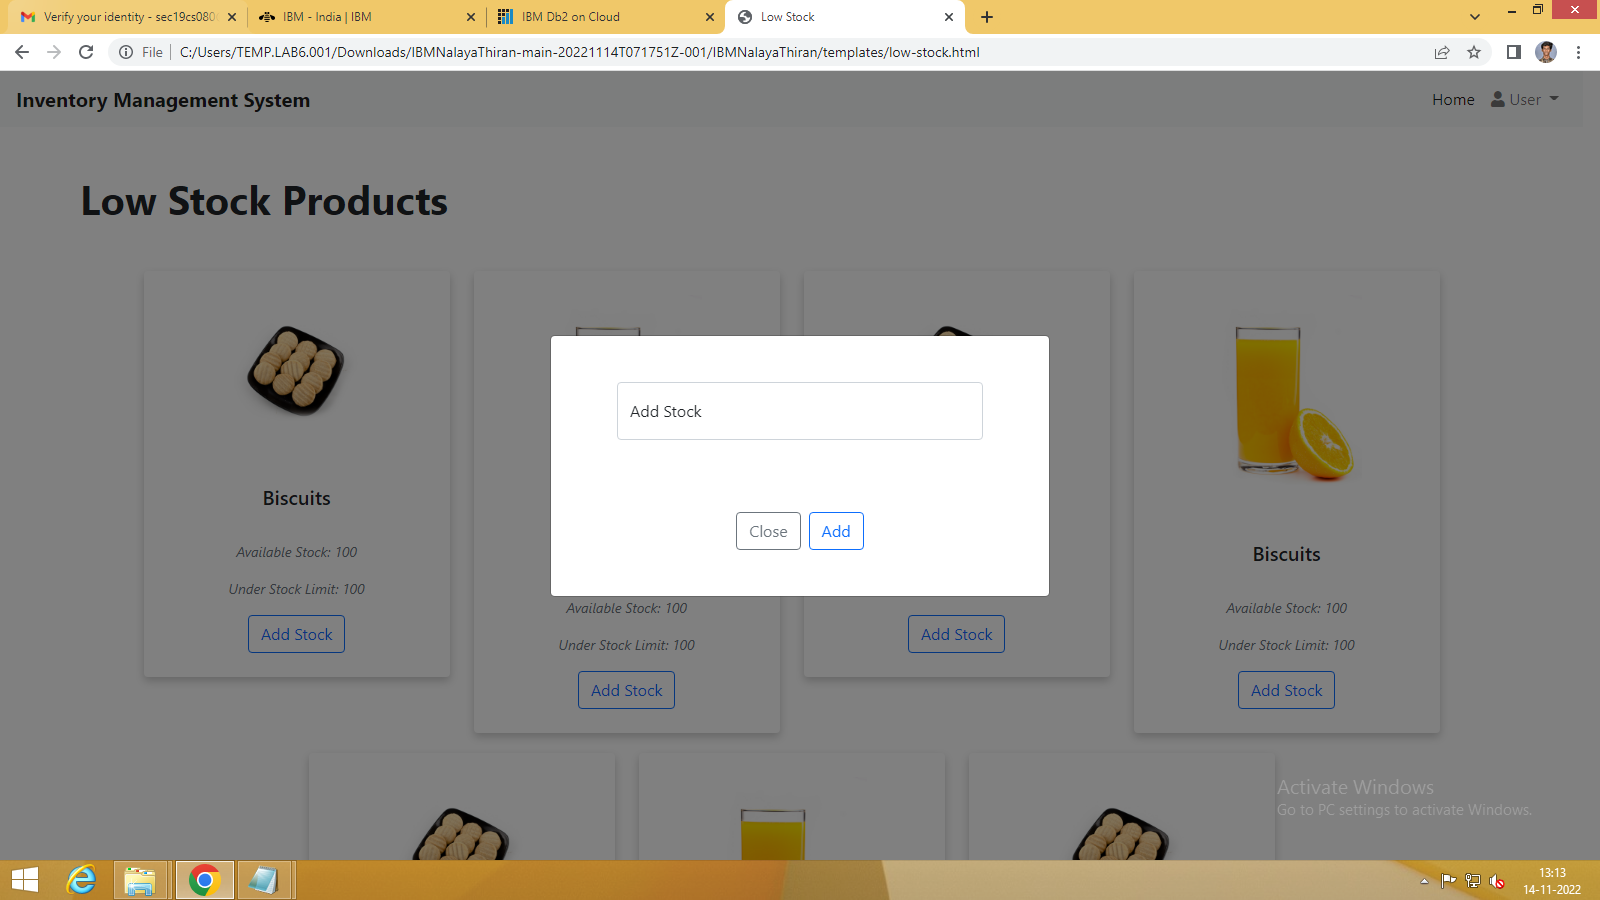 Verify your identity - sec19cs080
IBM - India | IBM
IBM Db2 on Cloud
Low Stock
File
C:/Users/TEMP.LAB6.001/Downloads/IBMNalayaThiran-main-20221114T071751Z-001/IBMNalayaThiran/templates/low-stock.html
Inventory Management System
Home
User
Low Stock Products
Add Stock
Close
Add
Biscuits
Available Stock: 100
Under Stock Limit: 100
Add Stock
Available Stock: 100
Under Stock Limit: 100
Add Stock
Add Stock
Biscuits
Available Stock: 100
Under Stock Limit: 100
Add Stock
Activate Windows
Go to PC settings to activate Windows.
13:13
14-11-2022